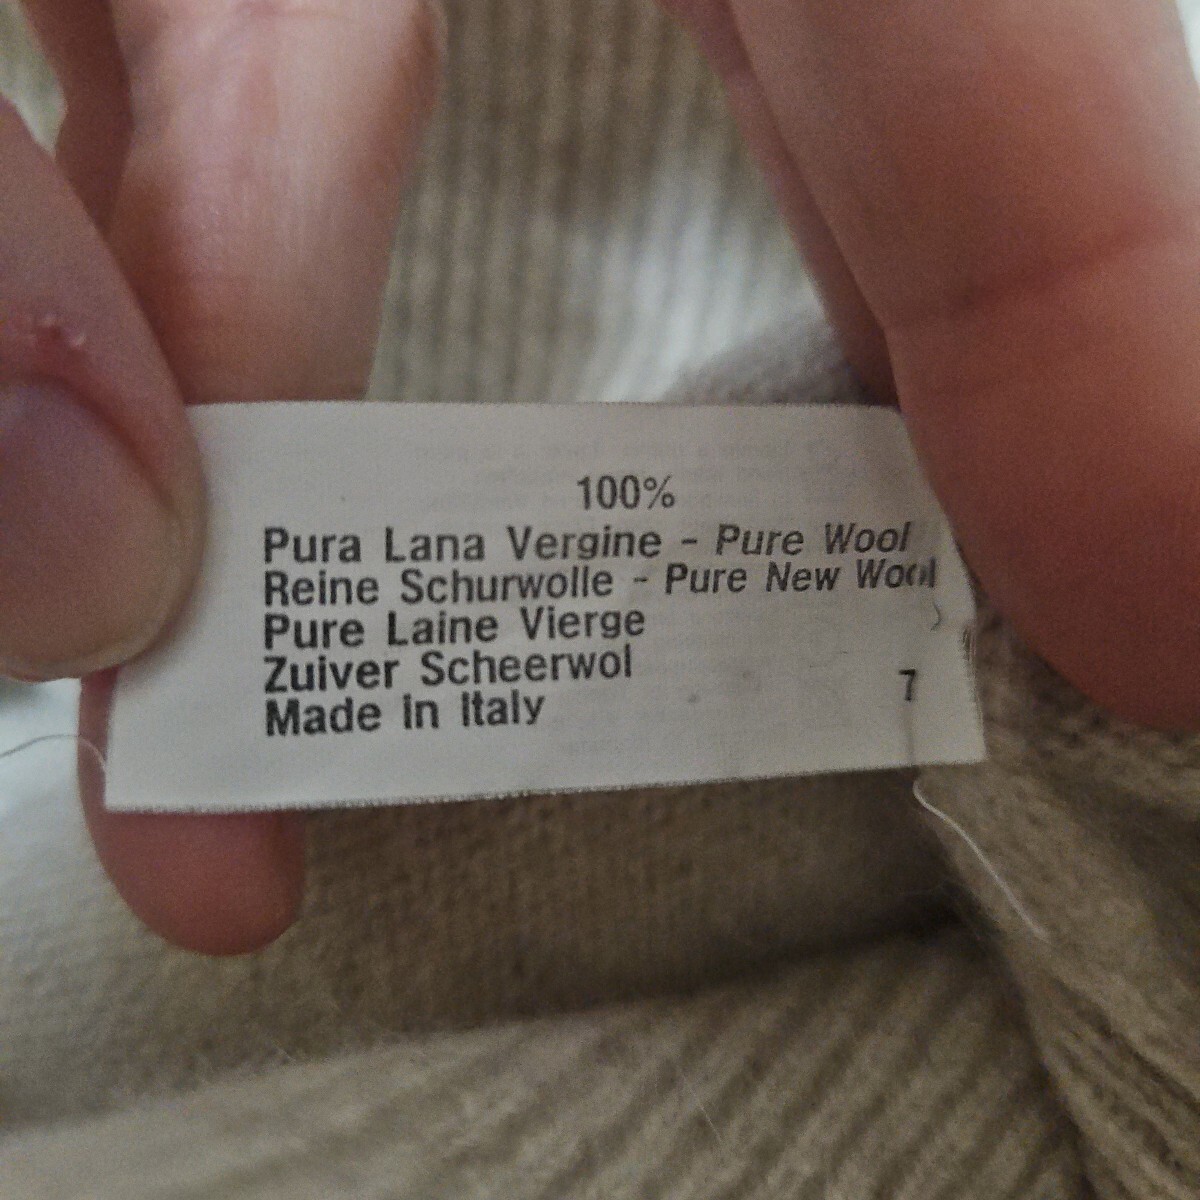 100%
Pura Lana Vergine - Pure Wool
Reine Schurwolle - Pure New Wool
Pure Laine Vierge
Zuiver Scheerwol
Made in Italy
7